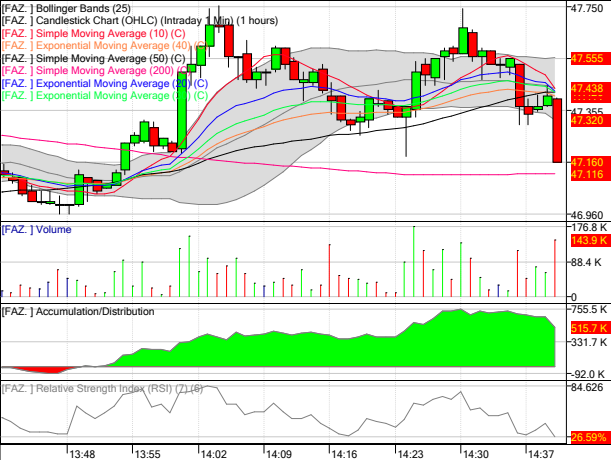 [FAZ. ] Bollinger Bands (25)
[FAZ. ] Candlestick Chart (OHLC) (Intraday 1 Min) (1 hours)
[FAZ. ] Simple Moving Average (10) (C)
[FAZ. ] Exponential Moving Average (40) (C)
[FAZ. ] Simple Moving Average (50) (C)
[FAZ. ] Simple Moving Average (200) (C)
[FAZ. ] Exponential Moving Average (20) (C)
[FAZ. ] Exponential Moving Average (C)
47.750
47.555
47.438
47.355
47.320
47.160
47.116
46.960
[FAZ. ] Volume
176.8 K
143.9 K
88.4 K
0
[FAZ. ] Accumulation/Distribution
755.5 K
515.7 K
331.7 K
-92.0 K
[FAZ. ] Relative Strength Index (RSI) (7)
84.626
26.59%
13:48 13:55 14:02 14:09 14:16 14:23 14:30 14:37